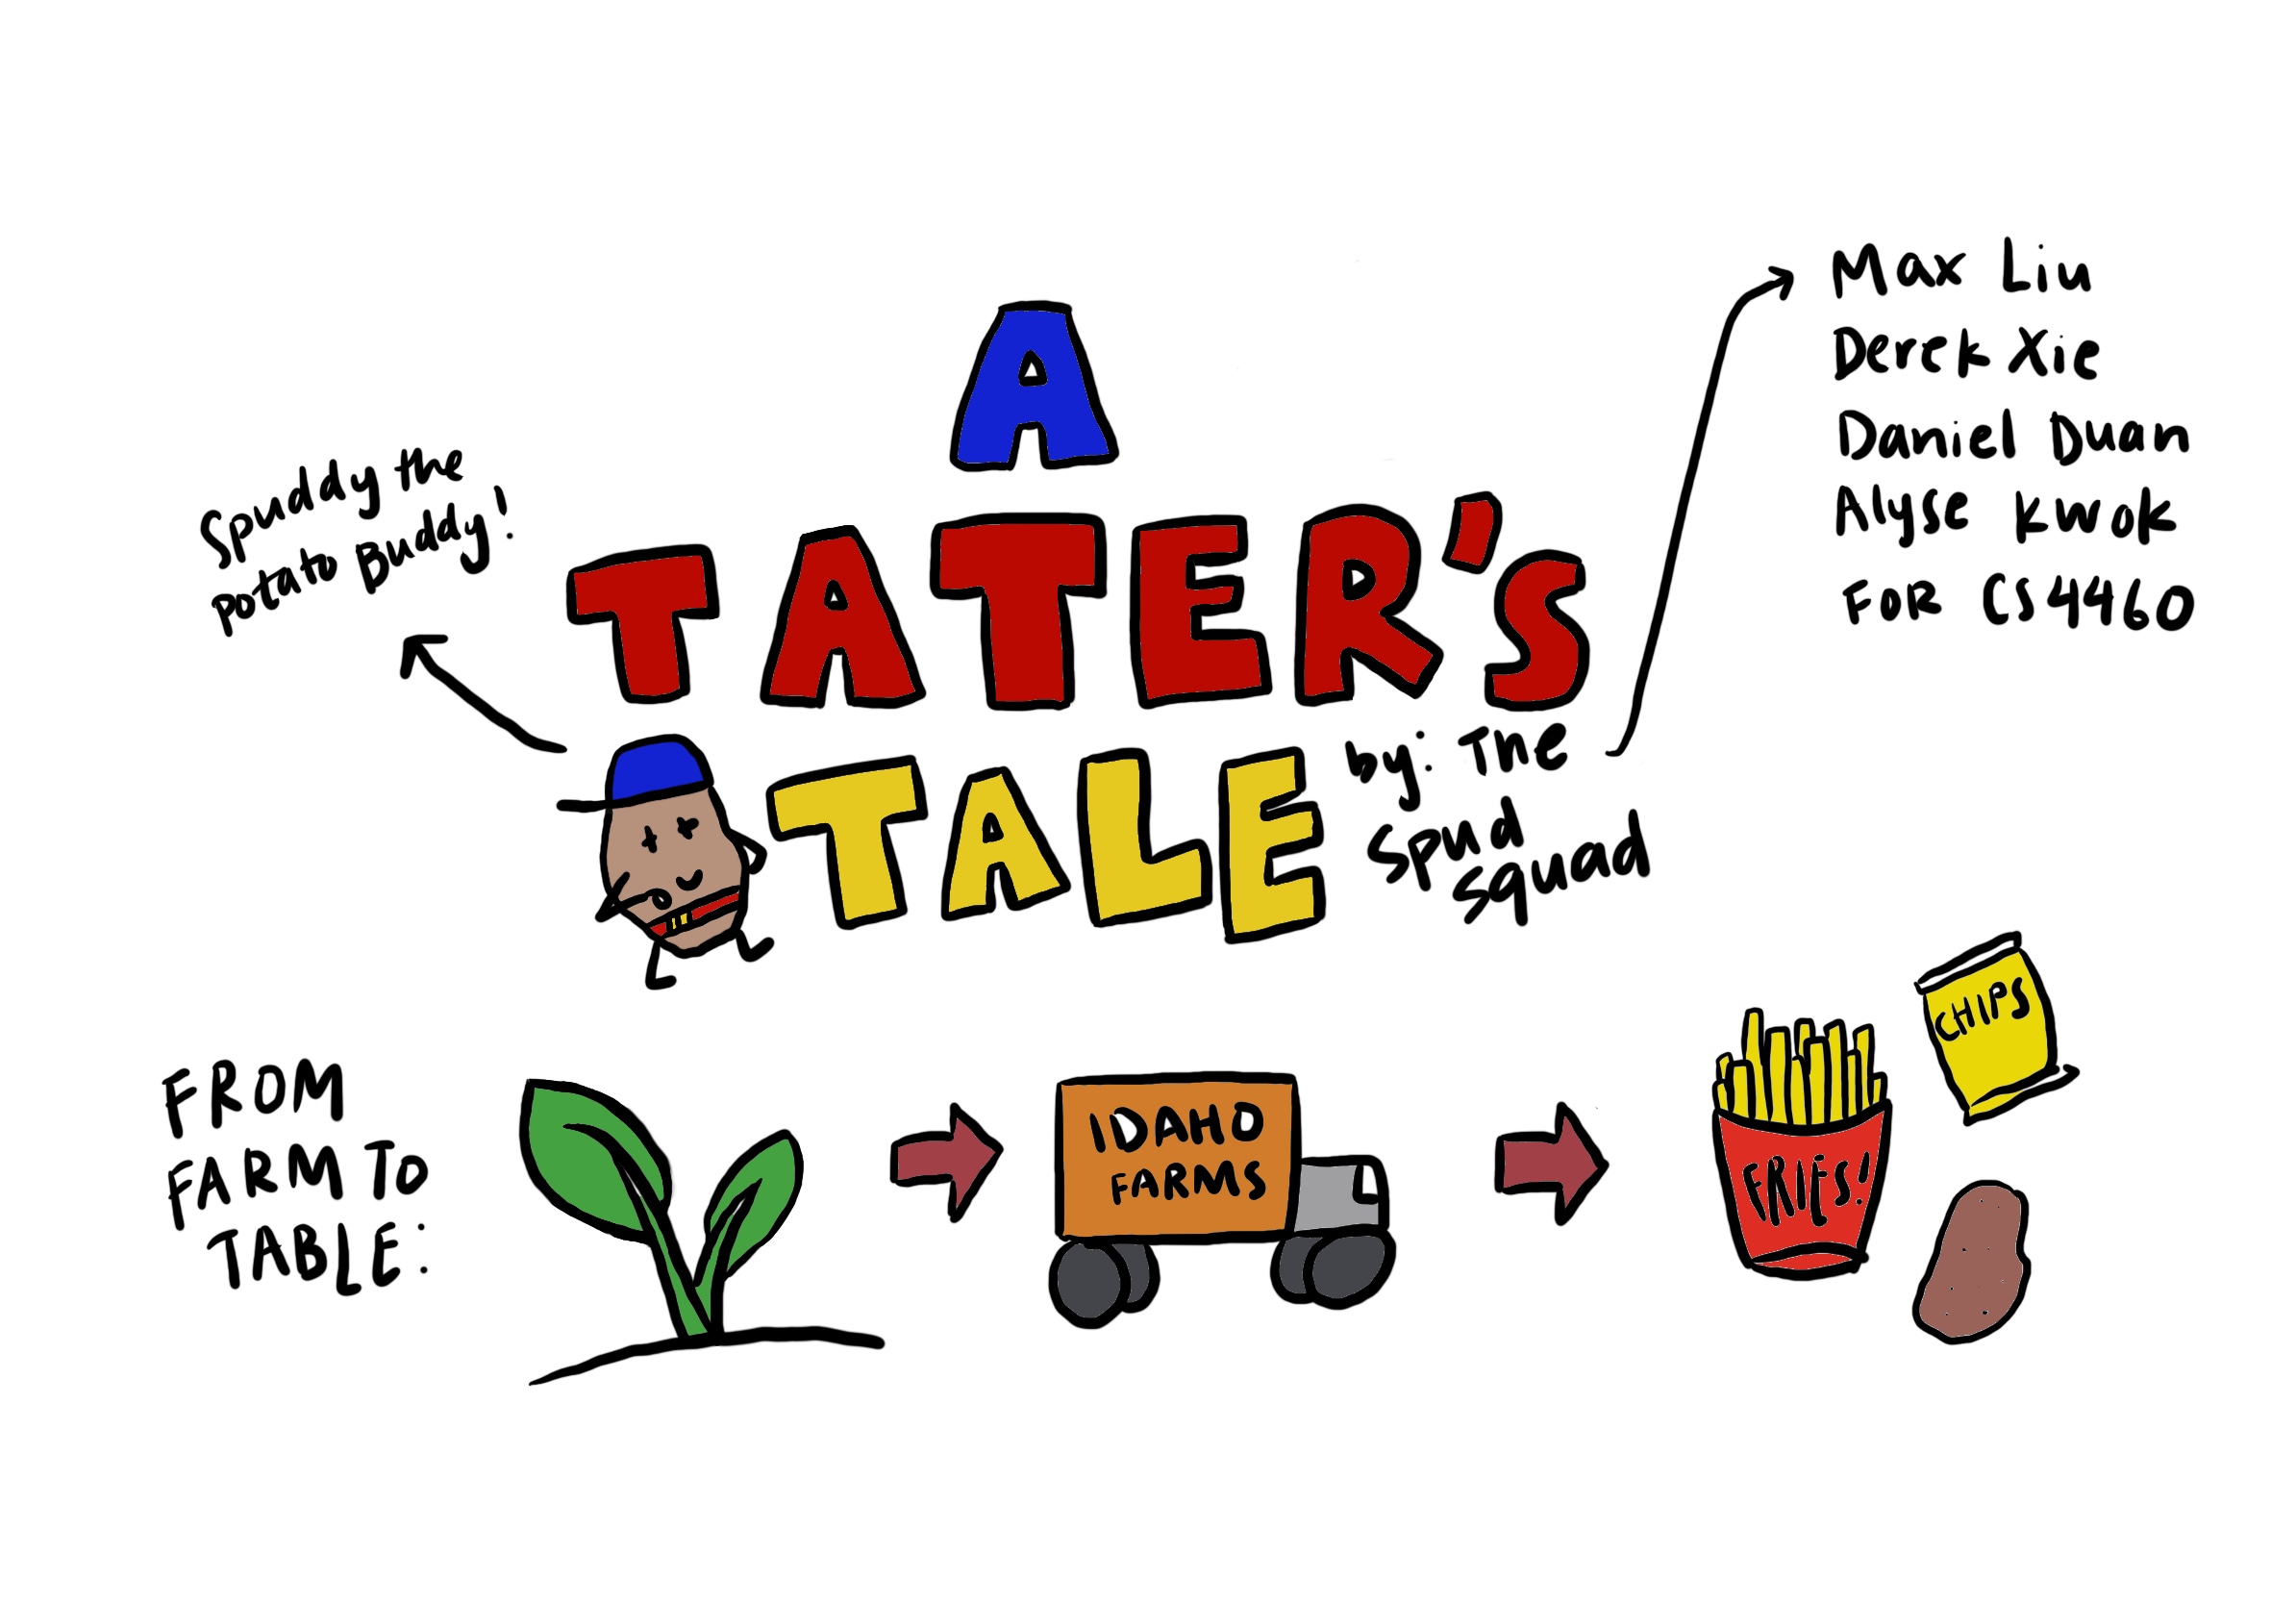 A
TATER'S
TALE
by: The
Spud
Squad
Max Liu
Derek Xie
Daniel Duan
Alyse Kwok
FOR CS4460
Spuddy the
potato Buddy!
FROM
FARM TO
TABLE:
IDAHO
FARMS
FRIES!
CHIPS